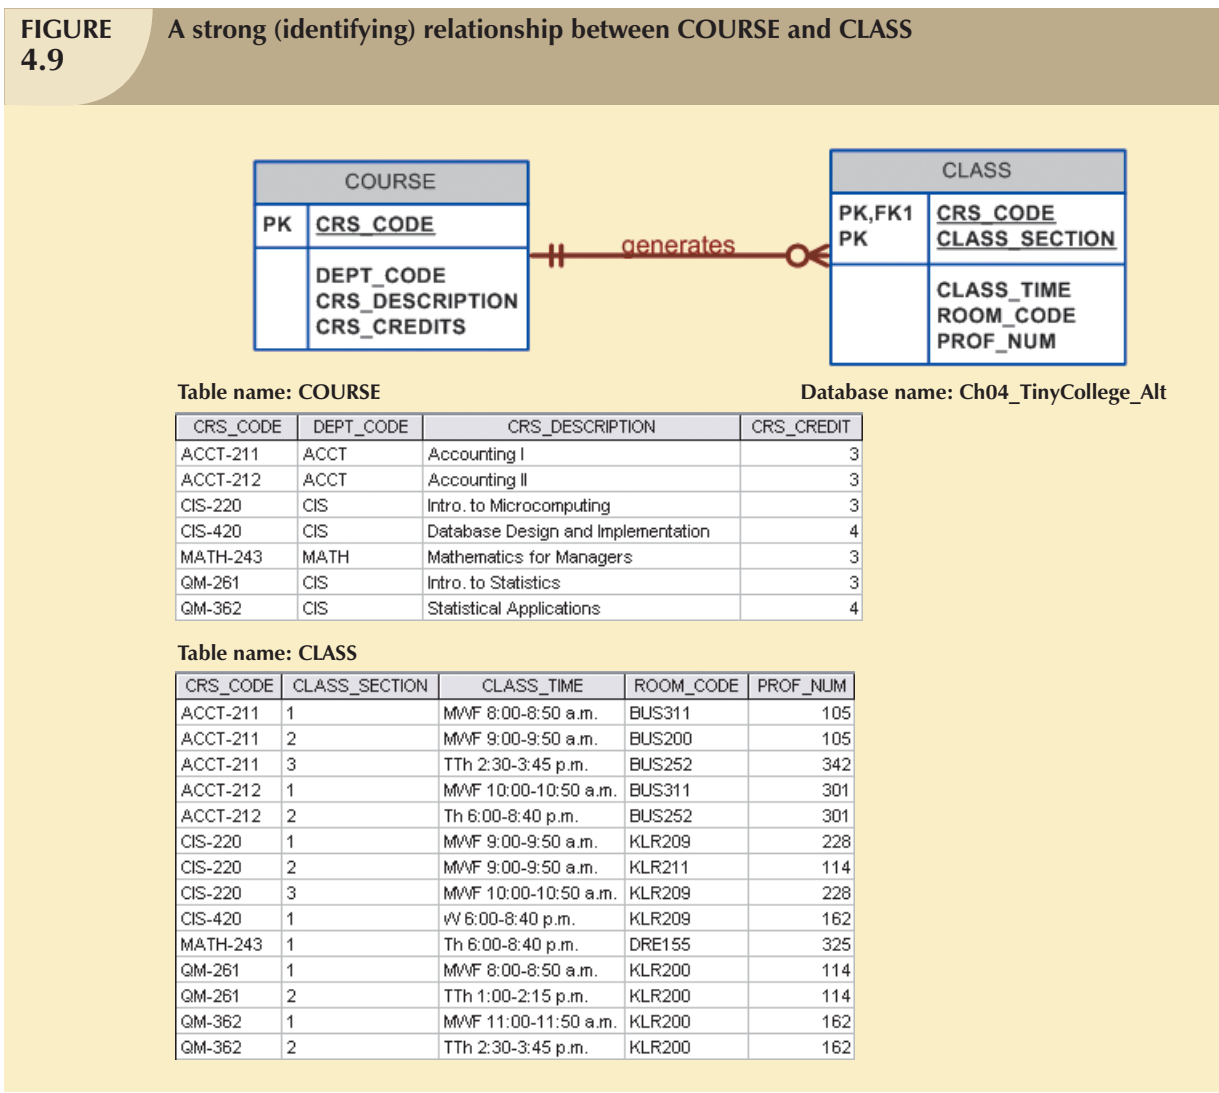 FIGURE 4.9
A strong (identifying) relationship between COURSE and CLASS
COURSE
PK CRS_CODE
DEPT_CODE
CRS_DESCRIPTION
CRS_CREDITS
generates
CLASS
PK,FK1 CRS_CODE
PK CLASS_SECTION
CLASS_TIME
ROOM_CODE
PROF_NUM
Table name: COURSE
Database name: Ch04_TinyCollege_Alt
CRS_CODE DEPT_CODE CRS_DESCRIPTION CRS_CREDIT
ACCT-211 ACCT Accounting I 3
ACCT-212 ACCT Accounting II 3
CIS-220 CIS Intro. to Microcomputing 3
CIS-420 CIS Database Design and Implementation 4
MATH-243 MATH Mathematics for Managers 3
QM-261 CIS Intro. to Statistics 3
QM-362 CIS Statistical Applications 4
Table name: CLASS
CRS_CODE CLASS_SECTION CLASS_TIME ROOM_CODE PROF_NUM
ACCT-211 1 MWF 8:00-8:50 a.m. BUS311 105
ACCT-211 2 MWF 9:00-9:50 a.m. BUS200 105
ACCT-211 3 TTh 2:30-3:45 p.m. BUS252 342
ACCT-212 1 MWF 10:00-10:50 a.m. BUS311 301
ACCT-212 2 Th 6:00-8:40 p.m. BUS252 301
CIS-220 1 MWF 9:00-9:50 a.m. KLR209 228
CIS-220 2 MWF 9:00-9:50 a.m. KLR211 114
CIS-220 3 MWF 10:00-10:50 a.m. KLR209 228
CIS-420 1 W 6:00-8:40 p.m. KLR209 162
MATH-243 1 Th 6:00-8:40 p.m. DRE155 325
QM-261 1 MWF 8:00-8:50 a.m. KLR200 114
QM-261 2 TTh 1:00-2:15 p.m. KLR200 114
QM-362 1 MWF 11:00-11:50 a.m. KLR200 162
QM-362 2 TTh 2:30-3:45 p.m. KLR200 162